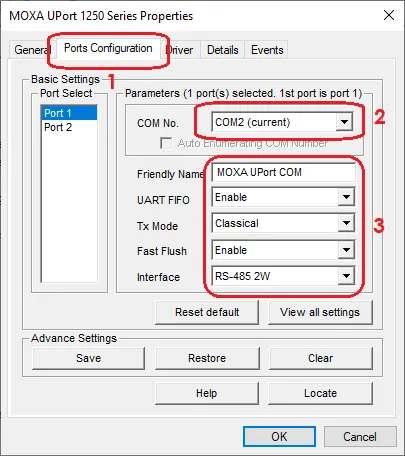 MOXA UPort 1250 Series Properties
General Ports Configuration Driver Details Events
1
Basic Settings
Port Select
Port 1
Port 2
Parameters (1 port(s) selected. 1st port is port 1)
COM No. COM2 (current) 2
Auto Enumerating COM Number
Friendly Name MOXA UPort COM
UART FIFO Enable
Tx Mode Classical 3
Fast Flush Enable
Interface RS-485 2W
Reset default View all settings
Advance Settings
Save Restore Clear
Help Locate
OK Cancel